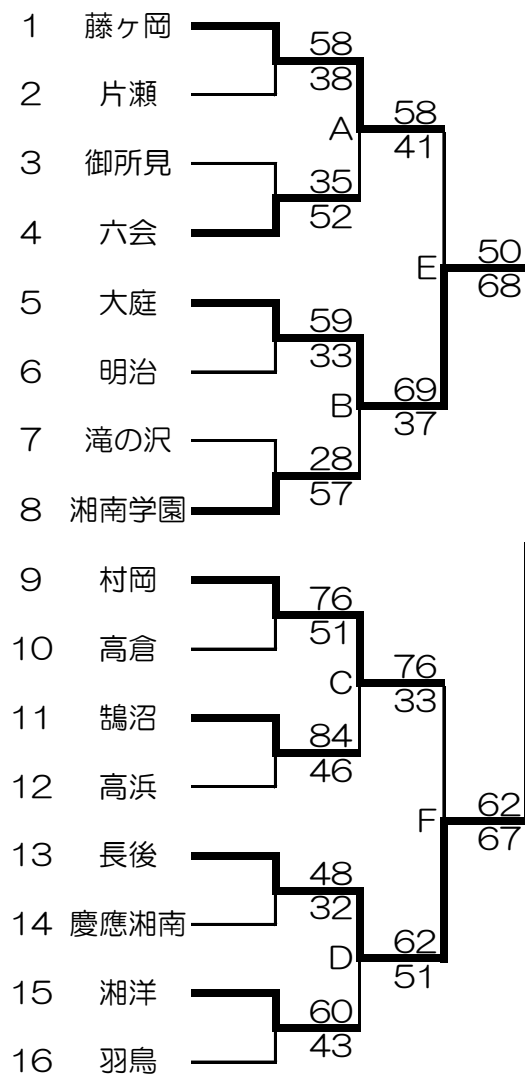 1 藤ヶ岡
58
38
2 片瀬
A
58
41
3 御所見
35
52
4 六会
E
50
68
5 大庭
59
33
6 明治
B
69
37
7 滝の沢
28
57
8 湘南学園
9 村岡
76
51
10 高倉
C
76
33
11 鵠沼
84
46
12 高浜
F
62
67
13 長後
48
32
14 慶應湘南
D
62
51
15 湘洋
60
43
16 羽鳥